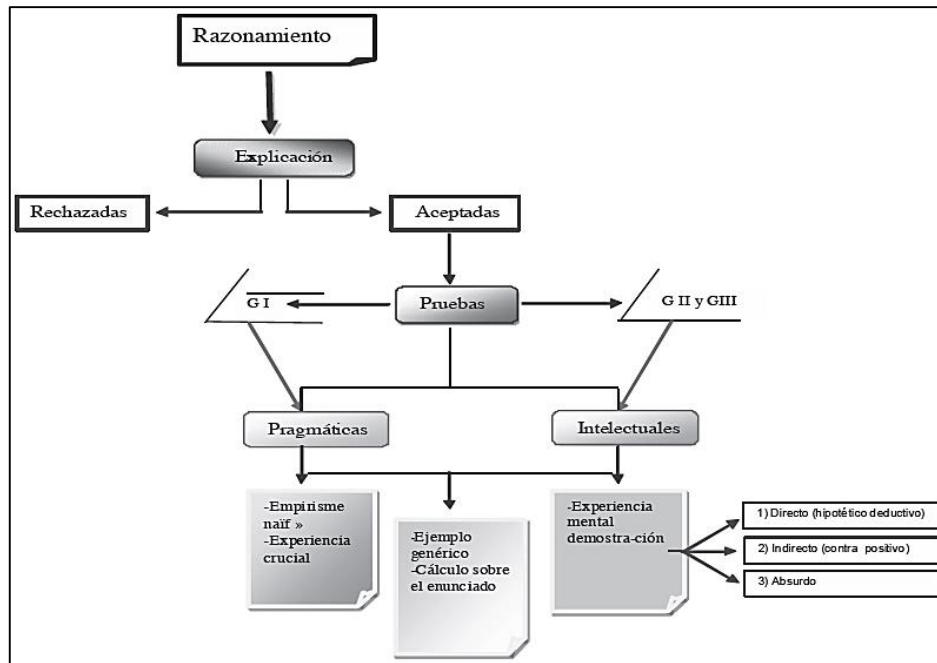 Razonamiento
Explicación
Rechazadas
Aceptadas
G I
Pruebas
G II y GIII
Pragmáticas
Intelectuales
-Empirisme
naïf »
-Experiencia
crucial
-Ejemplo
genérico
-Cálculo sobre
el enunciado
-Experiencia
mental
demostra-ción
1) Directo (hipotético deductivo)
2) Indirecto (contra positivo)
3) Absurdo